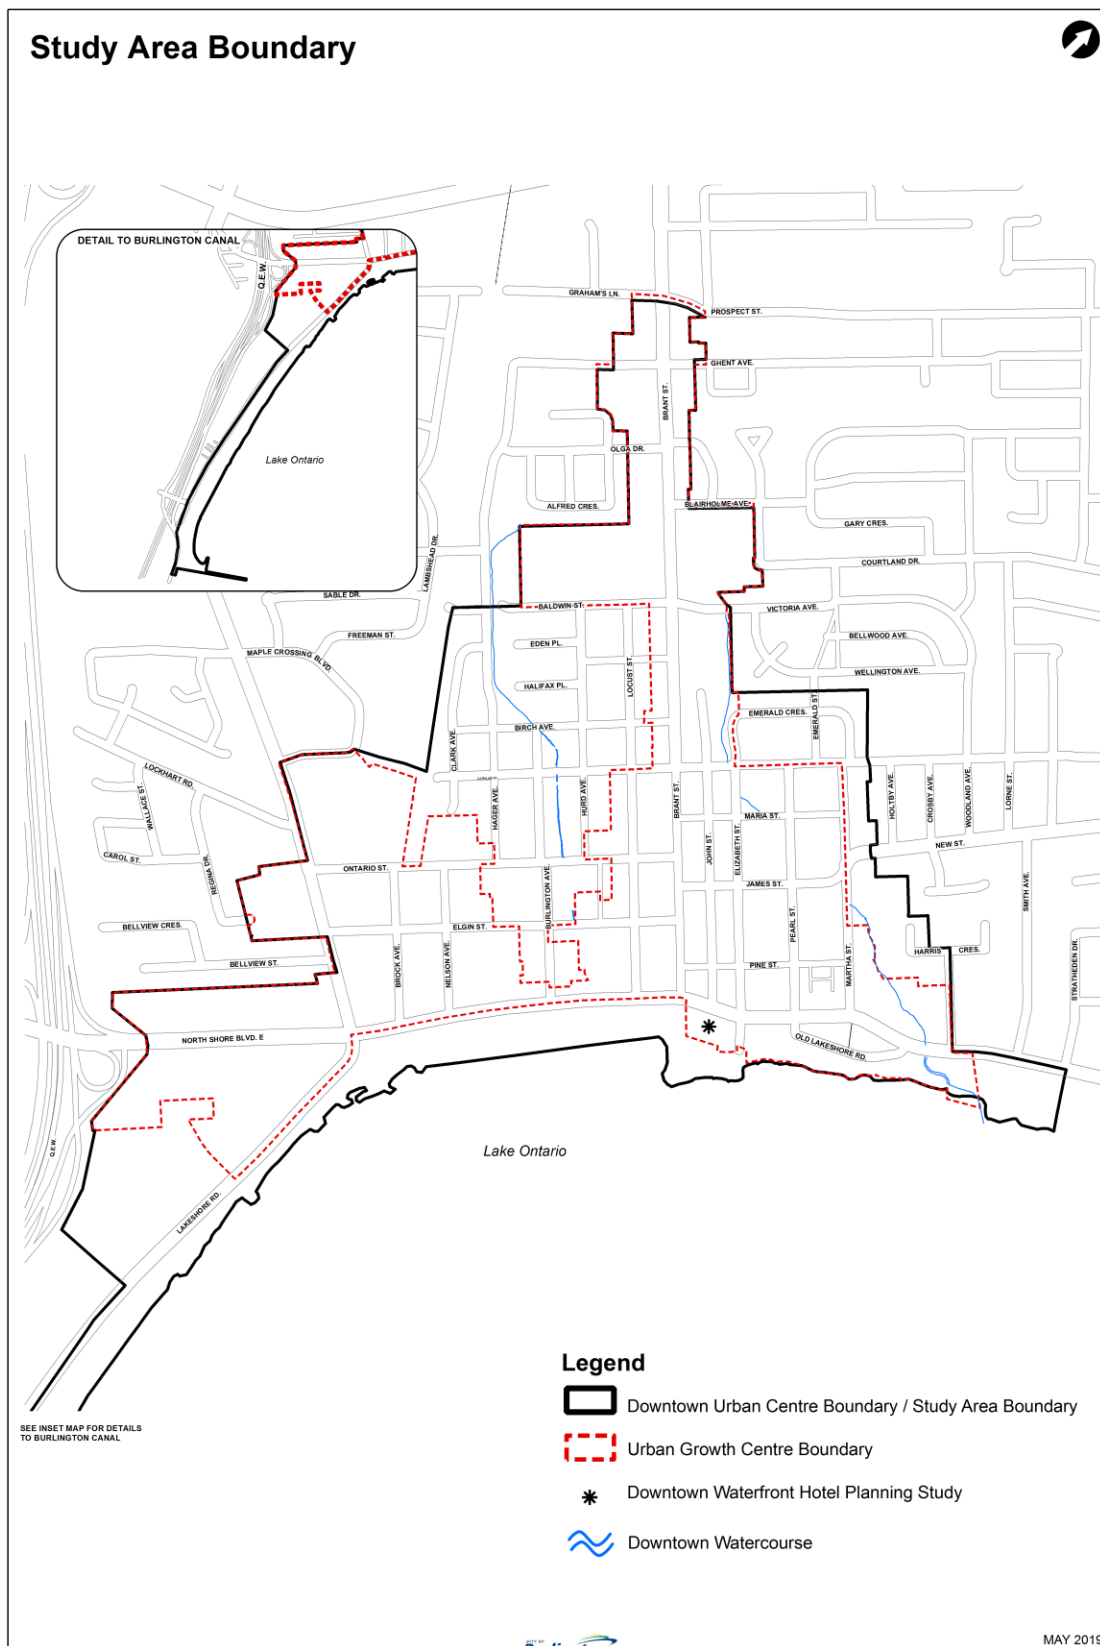 Study Area Boundary
DETAIL TO BURLINGTON CANAL
Q.E.W.
Lake Ontario
GRAHAM'S LN.
PROSPECT ST.
GHENT AVE.
BRANT ST.
OLGA DR.
ALFRED CRES.
BLAIRHOLME AVE.
GARY CRES.
COURTLAND DR.
LAMBSHEAD DR.
SABLE DR.
BALDWIN ST.
VICTORIA AVE.
FREEMAN ST.
EDEN PL.
BELLWOOD AVE.
MAPLE CROSSING BLVD.
LOCUST ST.
WELLINGTON AVE.
HALIFAX PL.
EMERALD ST.
EMERALD CRES.
BIRCH AVE.
CLARK AVE.
LOCKHART RD.
WALLACE ST.
HAGER AVE.
HURD AVE.
BRANT ST.
MARIA ST.
HOLTBY AVE.
CROSBY AVE.
WOODLAND AVE.
LORNE ST.
JOHN ST.
ELIZABETH ST.
NEW ST.
CAROL ST.
REGINA DR.
ONTARIO ST.
JAMES ST.
SMITH AVE.
BURLINGTON AVE.
BELLVIEW CRES.
ELGIN ST.
PEARL ST.
MARTHA ST.
HARRIS CRES.
BELLVIEW ST.
BROCK AVE.
NELSON AVE.
PINE ST.
STRATHEDEN DR.
NORTH SHORE BLVD. E
OLD LAKESHORE RD.
Q.E.W.
Lake Ontario
LAKESHORE RD.
SEE INSET MAP FOR DETAILS
TO BURLINGTON CANAL
Legend
Downtown Urban Centre Boundary / Study Area Boundary
Urban Growth Centre Boundary
Downtown Waterfront Hotel Planning Study
Downtown Watercourse
CITY OF
MAY 2019